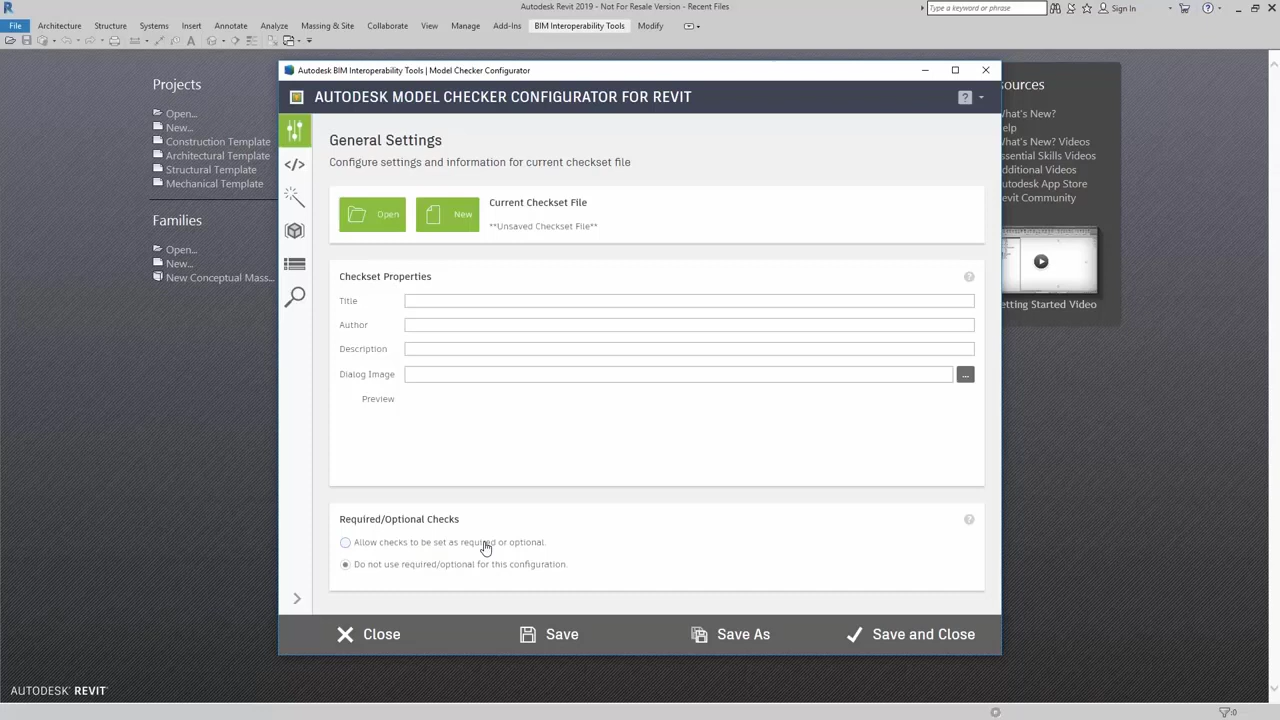 Autodesk Revit 2019 - Not For Resale Version - Recent Files
Type a keyword or phrase
Sign In
File Architecture Structure Systems Insert Annotate Analyze Massing & Site Collaborate View Manage Add-Ins BIM Interoperability Tools Modify
Projects
Open...
New...
Construction Template
Architectural Template
Structural Template
Mechanical Template
Families
Open...
New...
New Conceptual Mass...
Autodesk BIM Interoperability Tools | Model Checker Configurator
AUTODESK MODEL CHECKER CONFIGURATOR FOR REVIT
?
General Settings
Configure settings and information for current checkset file
Open
New
Current Checkset File
**Unsaved Checkset File**
Checkset Properties
?
Title
Author
Description
Dialog Image
...
Preview
Required/Optional Checks
?
Allow checks to be set as required or optional.
Do not use required/optional for this configuration.
Close
Save
Save As
Save and Close
ources
hat's New?
elp
hat's New? Videos
ssential Skills Videos
dditional Videos
utodesk App Store
evit Community
etting Started Video
AUTODESK® REVIT®
:0